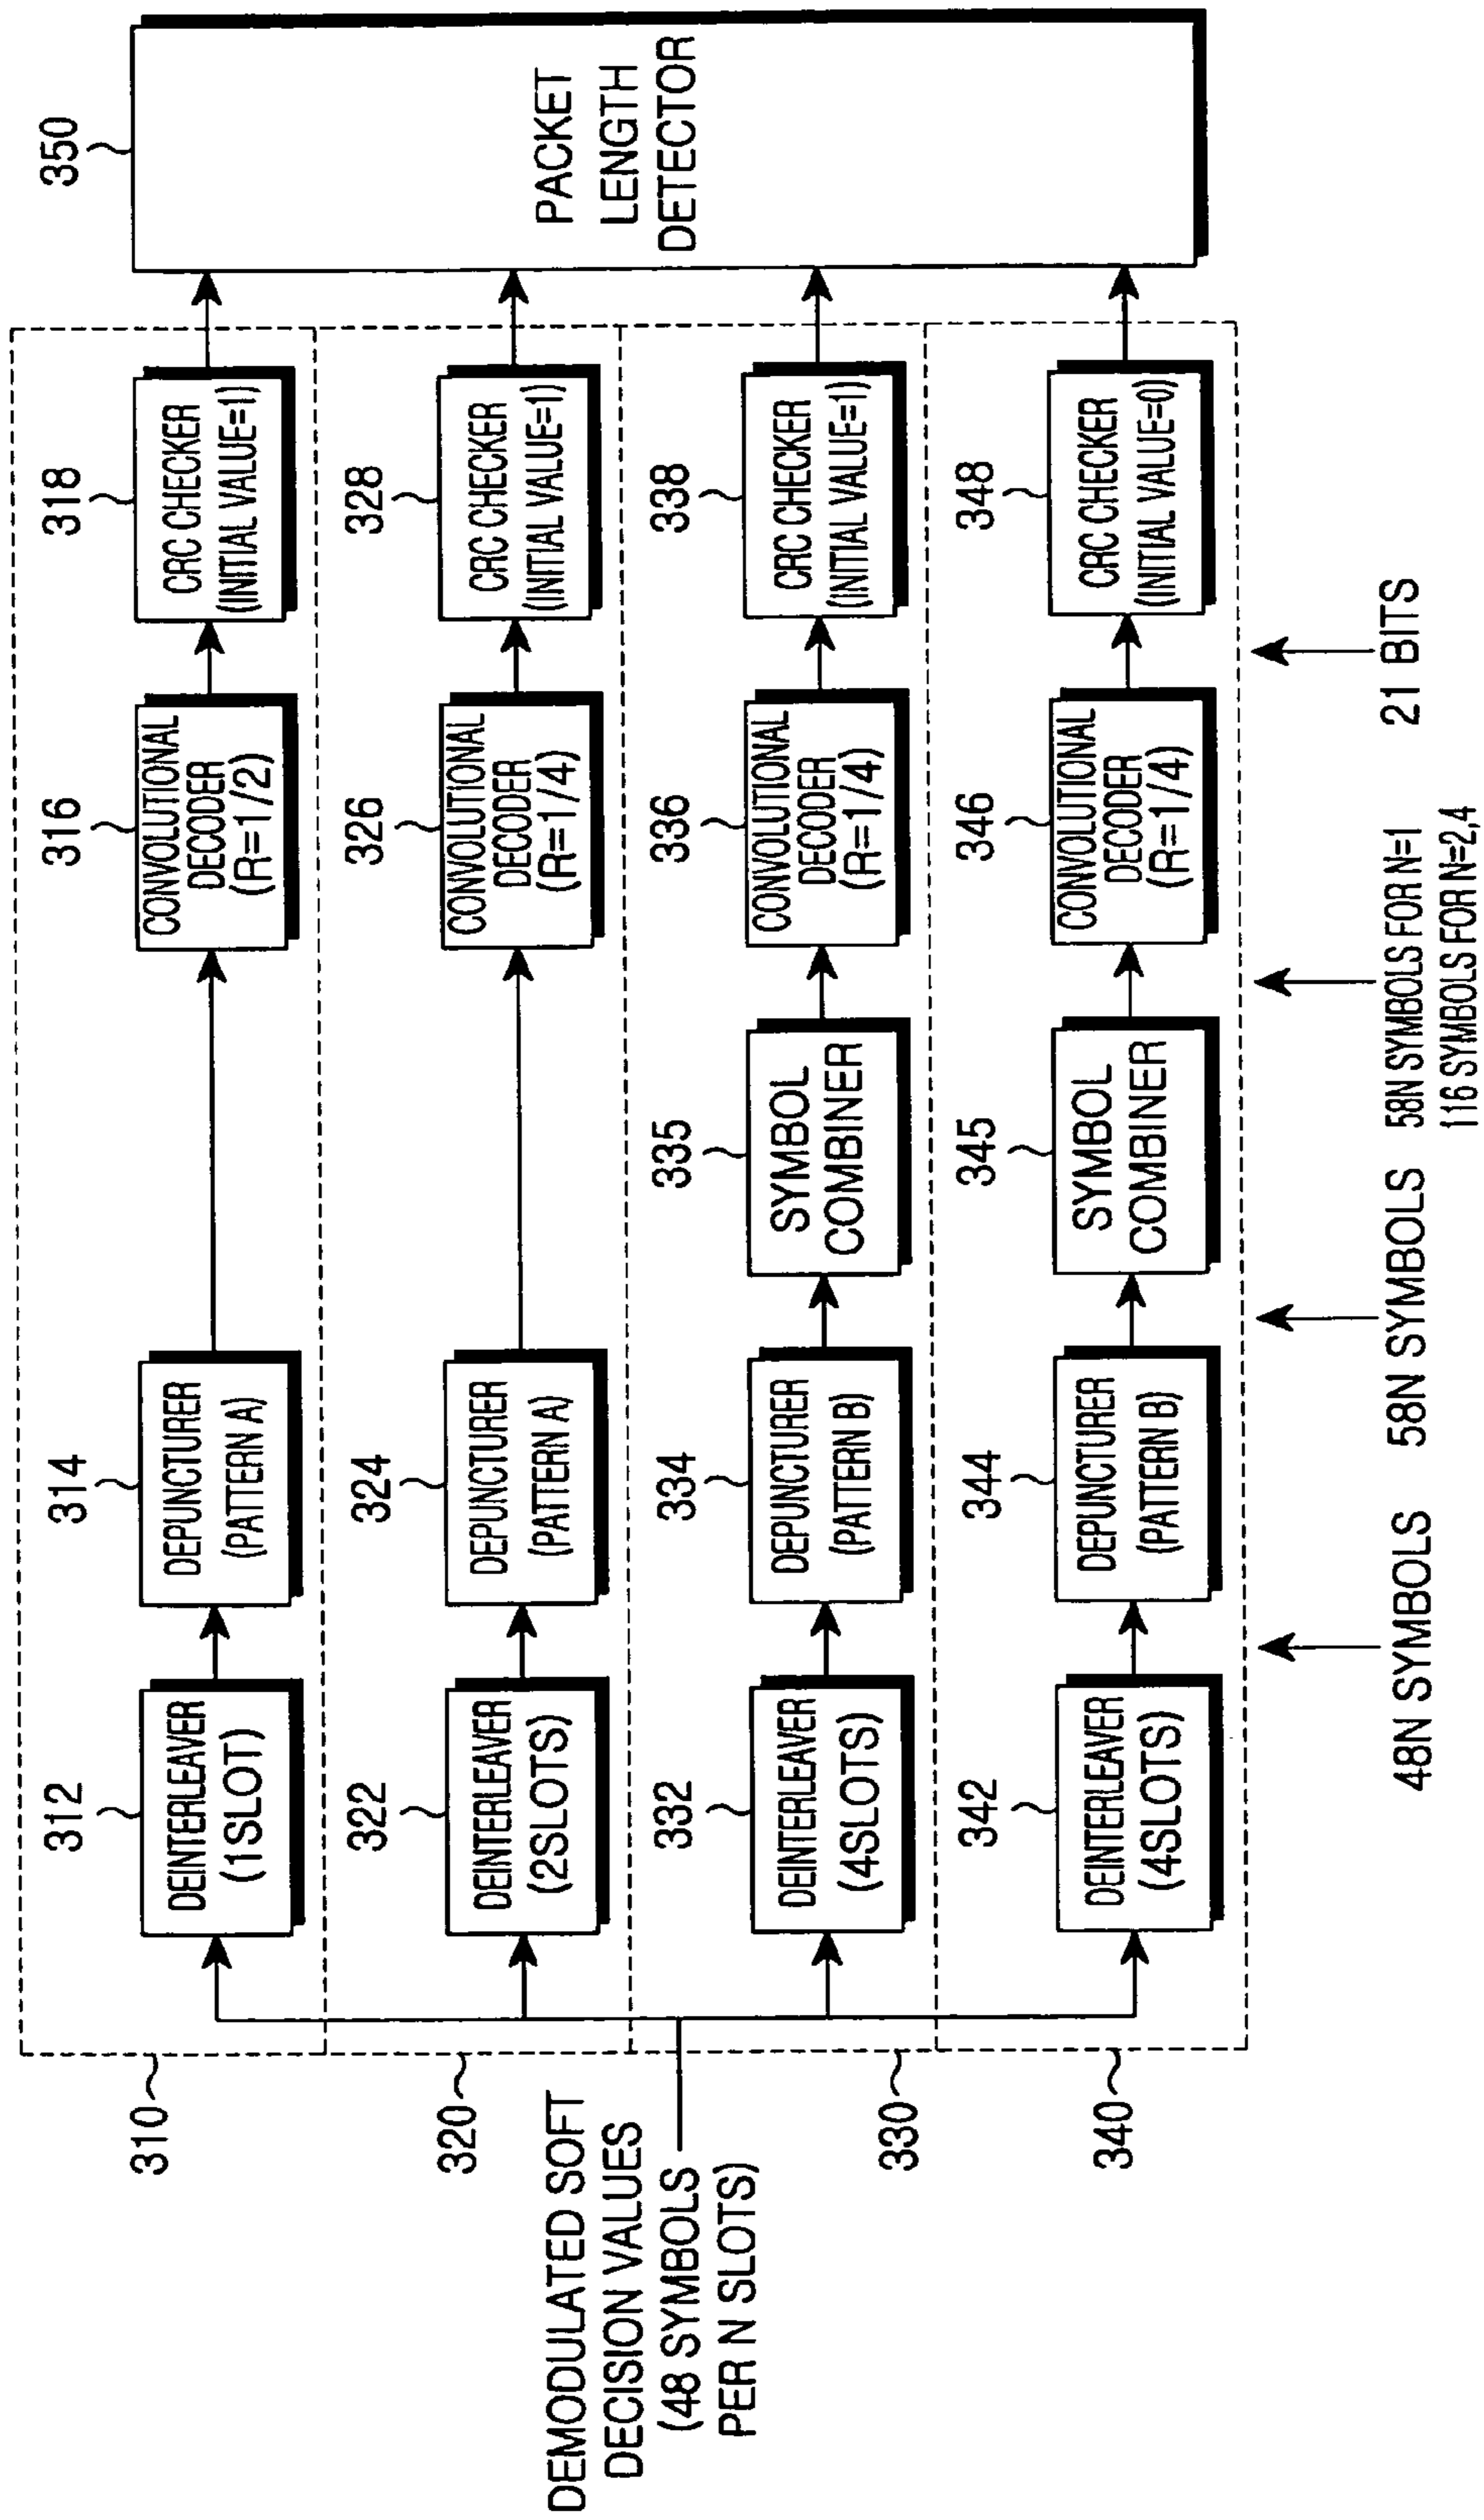 310
312
DEINTERLEAVER
(1SLOT)
314
DEPUNCTURER
(PATTERN A)
316
CONVOLUTIONAL
DECODER
(R=1/2)
318
CRC CHECKER
(INITIAL VALUE=1)
350
PACKET
LENGTH
DETECTOR
320
322
DEINTERLEAVER
(2SLOTS)
324
DEPUNCTURER
(PATTERN A)
326
CONVOLUTIONAL
DECODER
(R=1/4)
328
CRC CHECKER
(INITIAL VALUE=1)
DEMODULATED SOFT
DECISION VALUES
(48 SYMBOLS
PER N SLOTS)
330
332
DEINTERLEAVER
(4SLOTS)
334
DEPUNCTURER
(PATTERN B)
335
SYMBOL
COMBINER
336
CONVOLUTIONAL
DECODER
(R=1/4)
338
CRC CHECKER
(INITIAL VALUE=1)
340
342
DEINTERLEAVER
(4SLOTS)
344
DEPUNCTURER
(PATTERN B)
345
SYMBOL
COMBINER
346
CONVOLUTIONAL
DECODER
(R=1/4)
348
CRC CHECKER
(INITIAL VALUE=0)
48N SYMBOLS
58N SYMBOLS
58N SYMBOLS FOR N=1
116 SYMBOLS FOR N=2,4
21 BITS